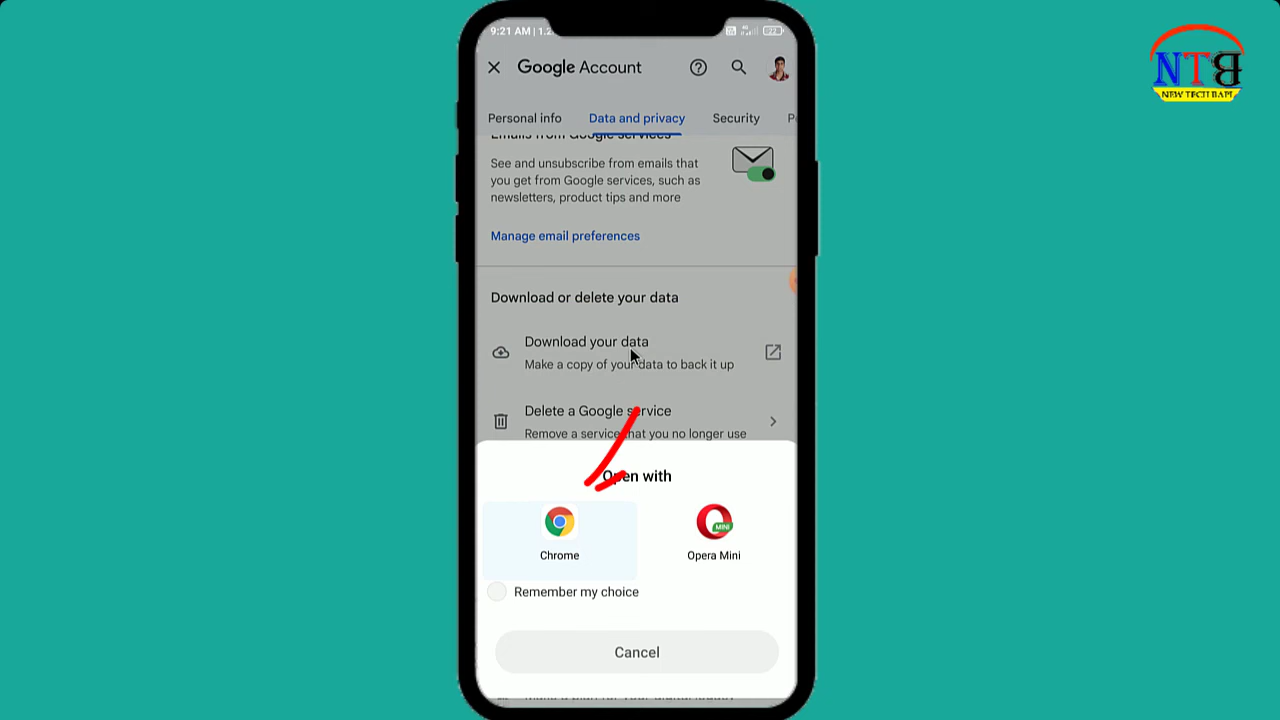 9:21 AM | 1.2
22
Google Account
Personal info
Data and privacy
Security
P
Emails from Google services
See and unsubscribe from emails that
you get from Google services, such as
newsletters, product tips and more
Manage email preferences
Download or delete your data
Download your data
Make a copy of your data to back it up
Delete a Google service
Remove a service that you no longer use
Open with
Chrome
MINI
Opera Mini
Remember my choice
Cancel
NTB
NEW TECH BAPI